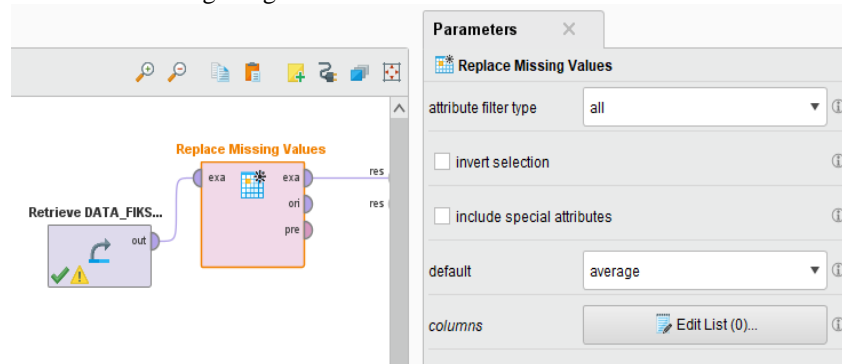 Parameters
Replace Missing Values
attribute filter type
all
invert selection
include special attributes
default
average
columns
Edit List (0)...
Replace Missing Values
exa
exa
ori
pre
res
res
Retrieve DATA_FIKS...
out